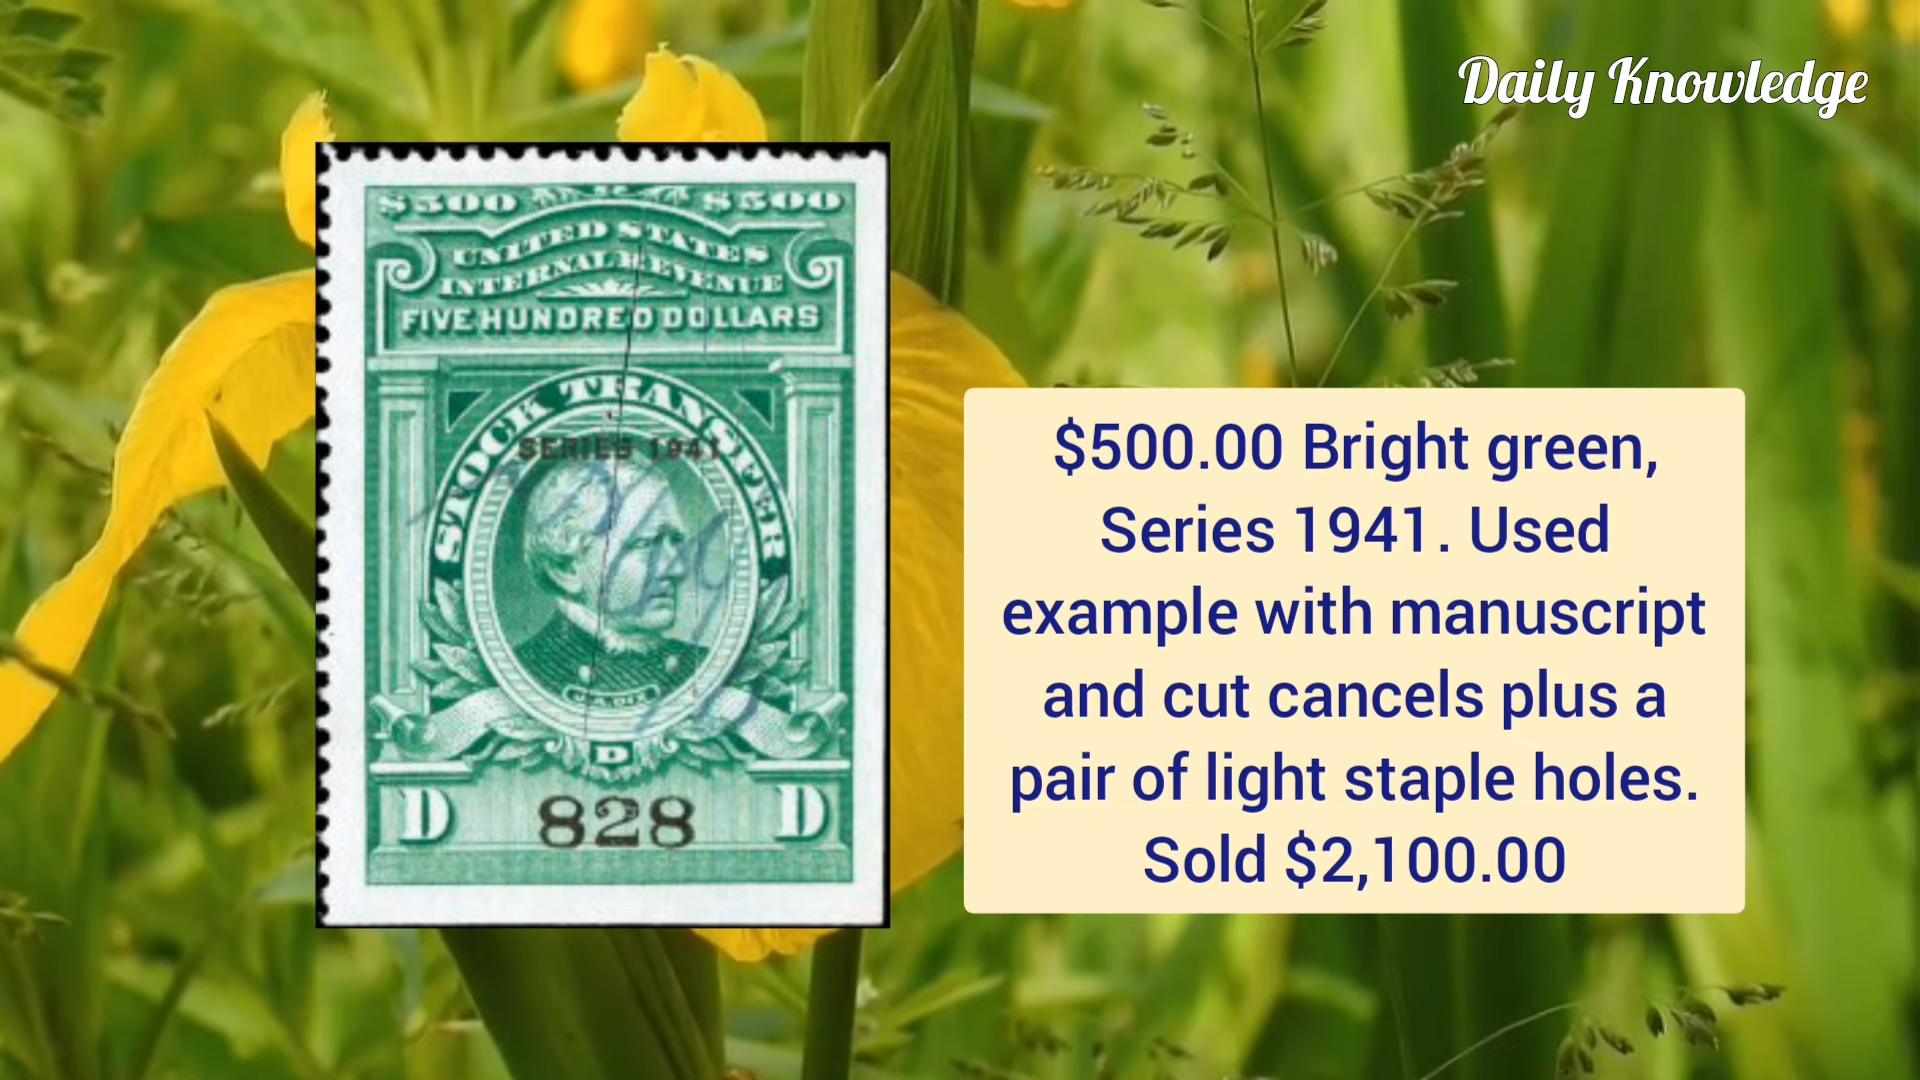 Daily Knowledge
$500 $500
UNITED STATES
INTERNAL REVENUE
FIVE HUNDRED DOLLARS
STOCK TRANSFER
SERIES 1941
D
D 828 D
$500.00 Bright green,
Series 1941. Used
example with manuscript
and cut cancels plus a
pair of light staple holes.
Sold $2,100.00